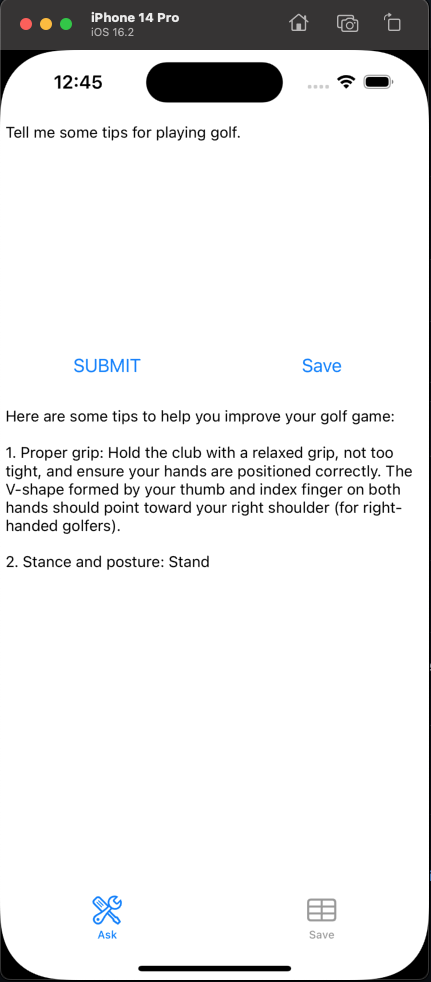 iPhone 14 Pro
iOS 16.2
12:45
Tell me some tips for playing golf.
SUBMIT
Save
Here are some tips to help you improve your golf game:
1. Proper grip: Hold the club with a relaxed grip, not too
tight, and ensure your hands are positioned correctly. The
V-shape formed by your thumb and index finger on both
hands should point toward your right shoulder (for right-
handed golfers).
2. Stance and posture: Stand
Ask
Save